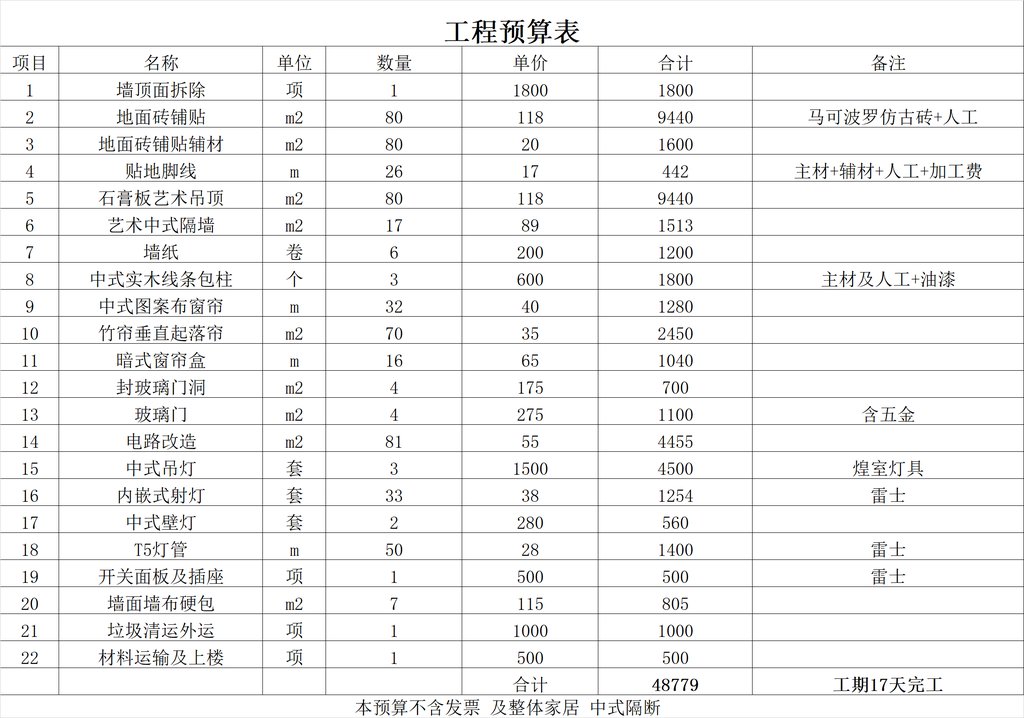 工程预算表
项目 名称 单位 数量 单价 合计 备注
1 墙顶面拆除 项 1 1800 1800
2 地面砖铺贴 m2 80 118 9440 马可波罗仿古砖+人工
3 地面砖铺贴辅材 m2 80 20 1600
4 贴地脚线 m 26 17 442 主材+辅材+人工+加工费
5 石膏板艺术吊顶 m2 80 118 9440
6 艺术中式隔墙 m2 17 89 1513
7 墙纸 卷 6 200 1200
8 中式实木线条包柱 个 3 600 1800 主材及人工+油漆
9 中式图案布窗帘 m 32 40 1280
10 竹帘垂直起落帘 m2 70 35 2450
11 暗式窗帘盒 m 16 65 1040
12 封玻璃门洞 m2 4 175 700
13 玻璃门 m2 4 275 1100 含五金
14 电路改造 m2 81 55 4455
15 中式吊灯 套 3 1500 4500 煌室灯具
16 内嵌式射灯 套 33 38 1254 雷士
17 中式壁灯 套 2 280 560
18 T5灯管 m 50 28 1400 雷士
19 开关面板及插座 项 1 500 500 雷士
20 墙面墙布硬包 m2 7 115 805
21 垃圾清运外运 项 1 1000 1000
22 材料运输及上楼 项 1 500 500
合计 48779 工期17天完工
本预算不含发票 及整体家居 中式隔断